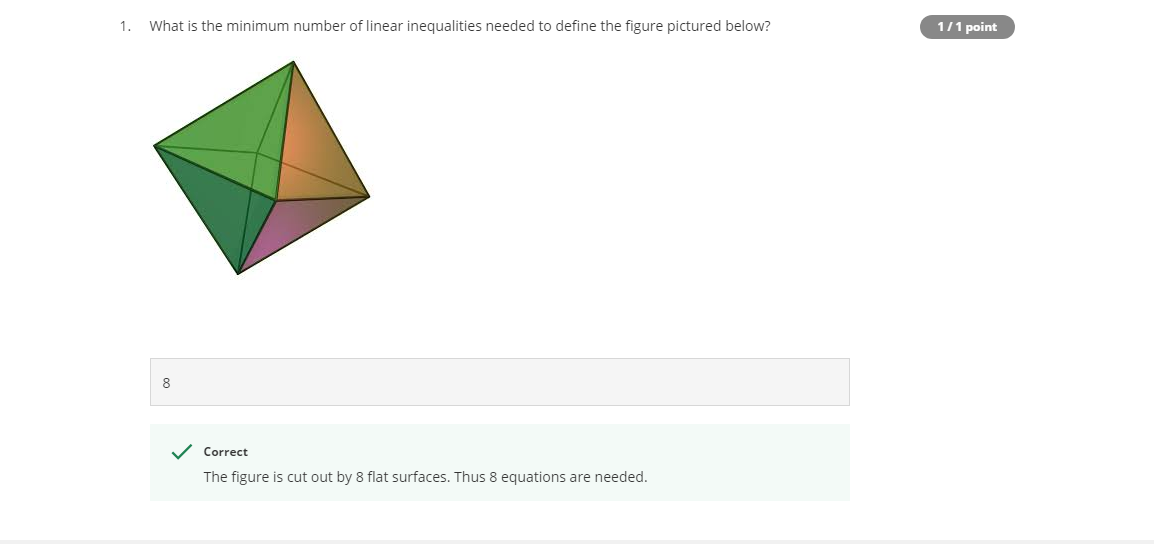 1. What is the minimum number of linear inequalities needed to define the figure pictured below?
1 / 1 point
8
Correct
The figure is cut out by 8 flat surfaces. Thus 8 equations are needed.